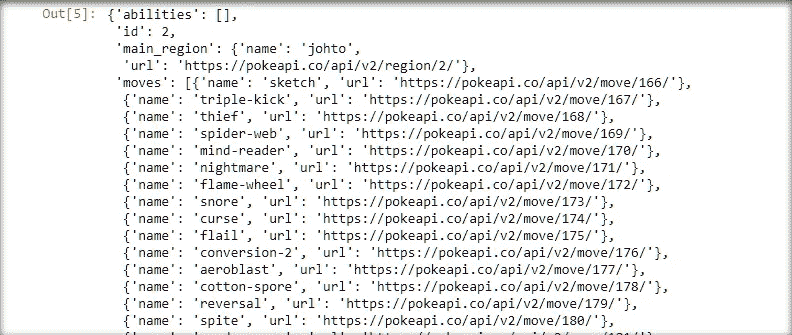 Out[5]: {'abilities': [],
'id': 2,
'main_region': {'name': 'johto',
'url': 'https://pokeapi.co/api/v2/region/2/'},
'moves': [{'name': 'sketch', 'url': 'https://pokeapi.co/api/v2/move/166/'},
{'name': 'triple-kick', 'url': 'https://pokeapi.co/api/v2/move/167/'},
{'name': 'thief', 'url': 'https://pokeapi.co/api/v2/move/168/'},
{'name': 'spider-web', 'url': 'https://pokeapi.co/api/v2/move/169/'},
{'name': 'mind-reader', 'url': 'https://pokeapi.co/api/v2/move/170/'},
{'name': 'nightmare', 'url': 'https://pokeapi.co/api/v2/move/171/'},
{'name': 'flame-wheel', 'url': 'https://pokeapi.co/api/v2/move/172/'},
{'name': 'snore', 'url': 'https://pokeapi.co/api/v2/move/173/'},
{'name': 'curse', 'url': 'https://pokeapi.co/api/v2/move/174/'},
{'name': 'flail', 'url': 'https://pokeapi.co/api/v2/move/175/'},
{'name': 'conversion-2', 'url': 'https://pokeapi.co/api/v2/move/176/'},
{'name': 'aeroblast', 'url': 'https://pokeapi.co/api/v2/move/177/'},
{'name': 'cotton-spore', 'url': 'https://pokeapi.co/api/v2/move/178/'},
{'name': 'reversal', 'url': 'https://pokeapi.co/api/v2/move/179/'},
{'name': 'spite', 'url': 'https://pokeapi.co/api/v2/move/180/'},